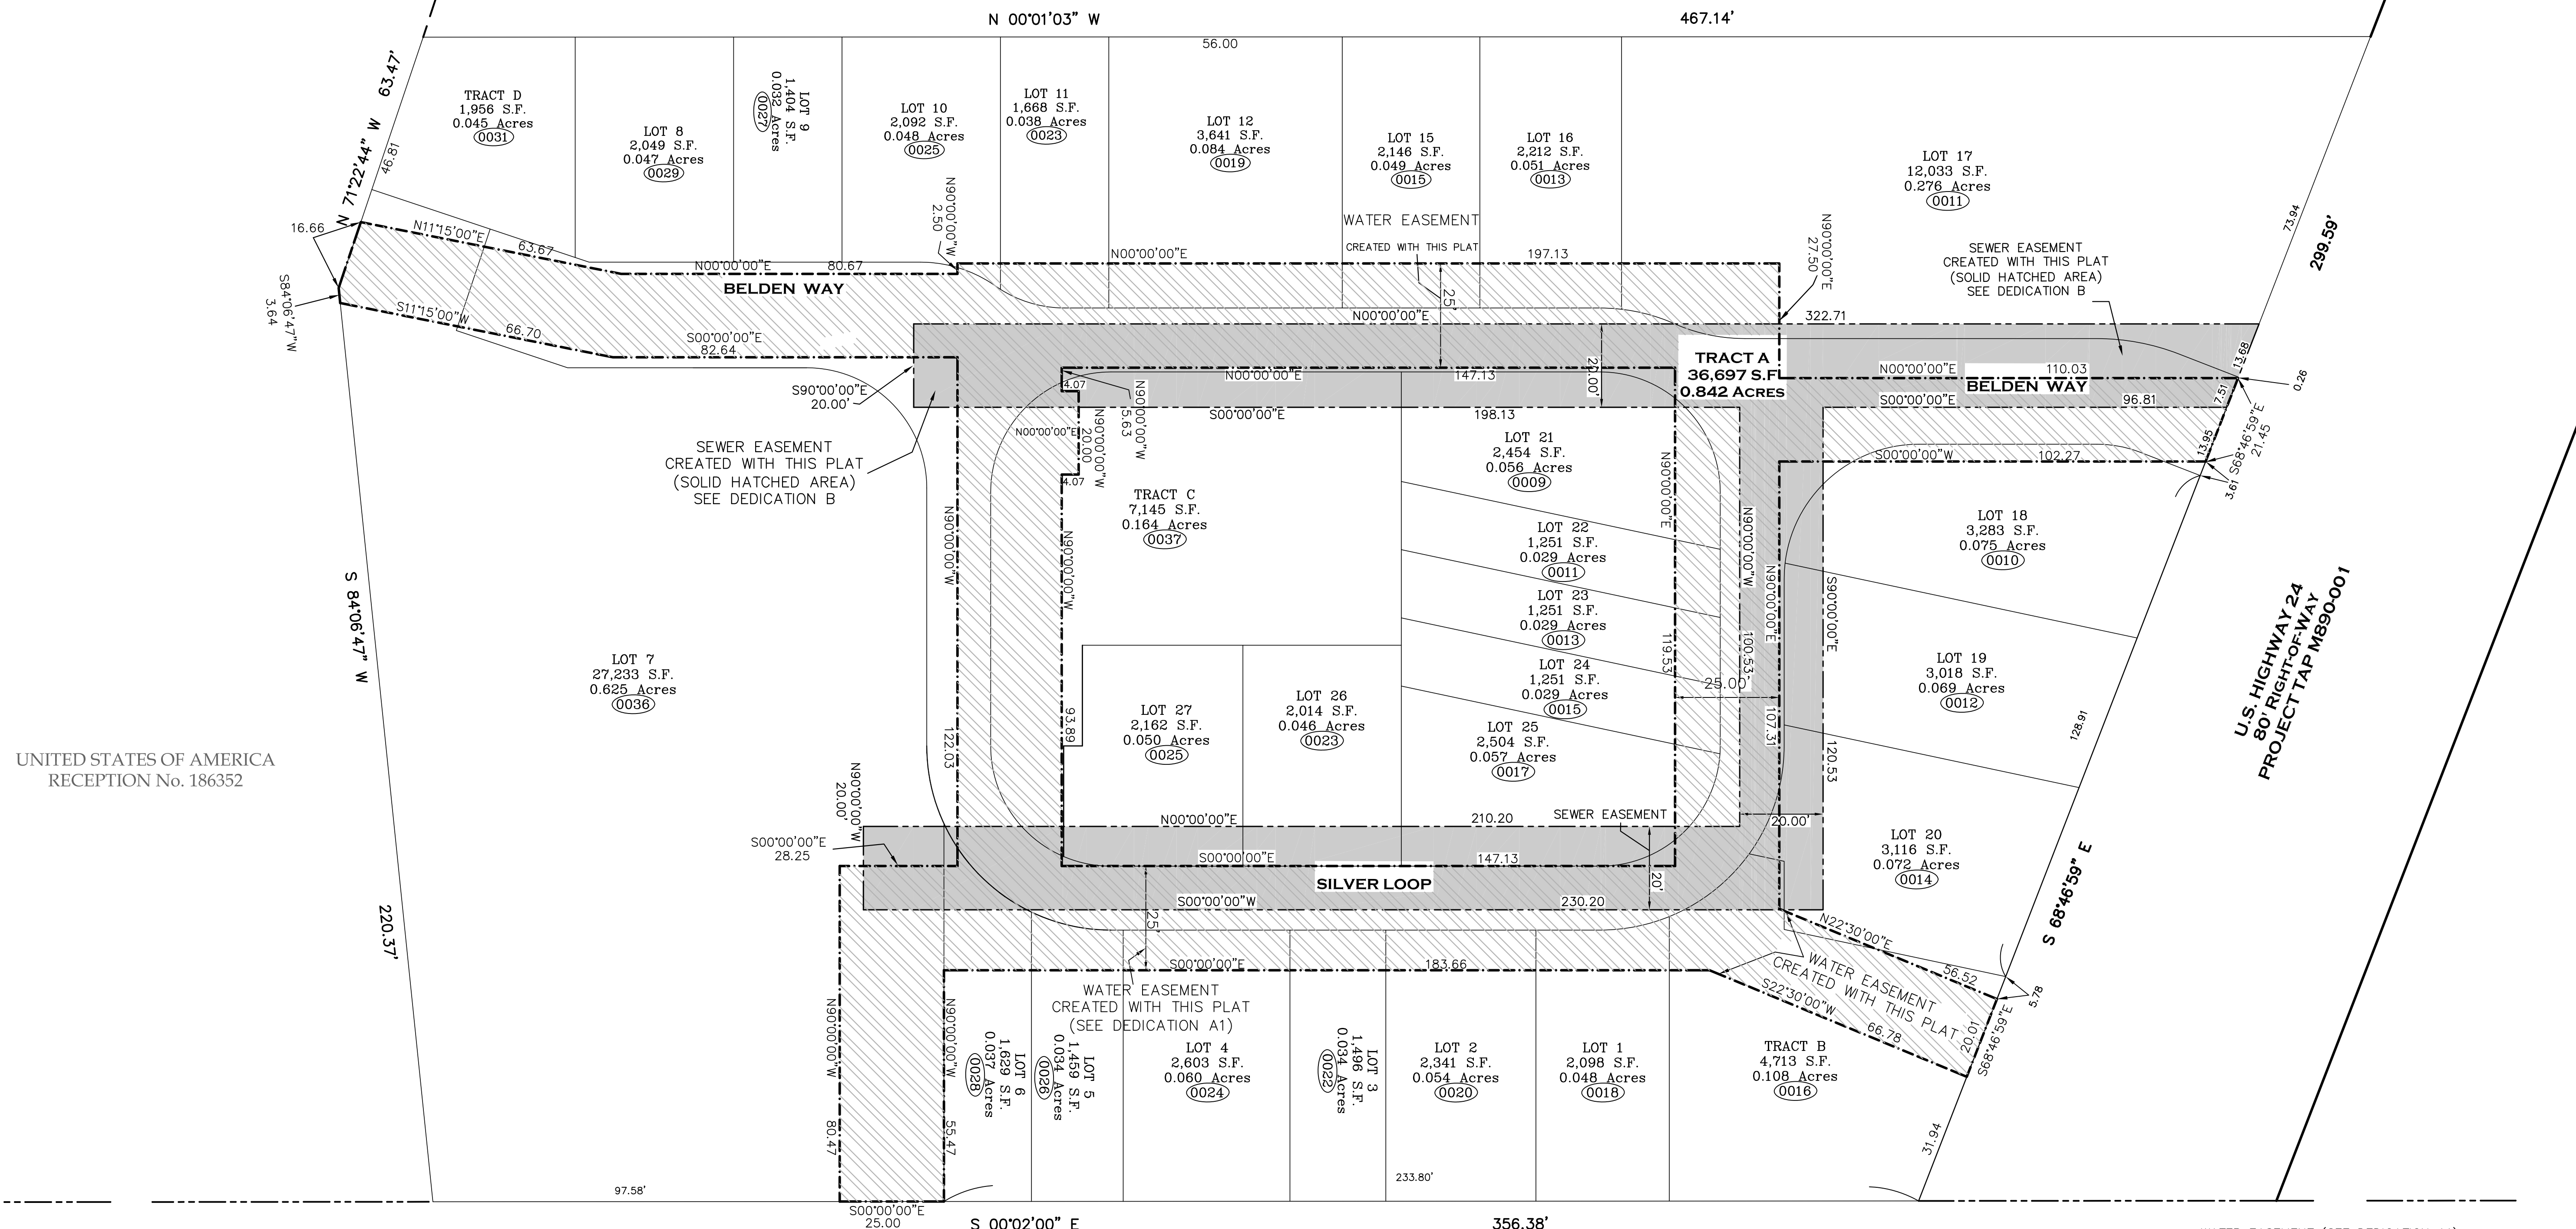 N 00°01'03" W
467.14'
56.00
N 71°22'44" W 63.47'
46.81
16.66
TRACT D
1,956 S.F.
0.045 Acres
0031
LOT 8
2,049 S.F.
0.047 Acres
0029
LOT 9
1,404 S.F.
0.032 Acres
0027
LOT 10
2,092 S.F.
0.048 Acres
0025
LOT 11
1,668 S.F.
0.038 Acres
0023
LOT 12
3,641 S.F.
0.084 Acres
0019
LOT 15
2,146 S.F.
0.049 Acres
0015
LOT 16
2,212 S.F.
0.051 Acres
0013
LOT 17
12,033 S.F.
0.276 Acres
0011
73.94
299.59'
N90°00'00"W
2.50
WATER EASEMENT
CREATED WITH THIS PLAT
N90°00'00"E
27.50
SEWER EASEMENT
CREATED WITH THIS PLAT
(SOLID HATCHED AREA)
SEE DEDICATION B
N11°15'00"E
63.67
N00°00'00"E
80.67
N00°00'00"E
197.13
BELDEN WAY
S84°06'47"W
3.64
S11°15'00"W
66.70
S00°00'00"E
82.64
25'
N00°00'00"E
322.71
20.00'
TRACT A
36,697 S.F.
0.842 ACRES
N00°00'00"E
110.03
BELDEN WAY
13.68
0.26
7.51
S00°00'00"E
96.81
13.95
S68°46'59"E
21.45
S00°00'00"W
102.27
3.61
S90°00'00"E
20.00'
4.07
N90°00'00"W
5.63
N00°00'00"E
147.13
N00°00'00"E
N90°00'00"W
20.00
4.07
S00°00'00"E
198.13
SEWER EASEMENT
CREATED WITH THIS PLAT
(SOLID HATCHED AREA)
SEE DEDICATION B
TRACT C
7,145 S.F.
0.164 Acres
0037
LOT 21
2,454 S.F.
0.056 Acres
0009
LOT 22
1,251 S.F.
0.029 Acres
0011
LOT 23
1,251 S.F.
0.029 Acres
0013
LOT 24
1,251 S.F.
0.029 Acres
0015
LOT 25
2,504 S.F.
0.057 Acres
0017
LOT 26
2,014 S.F.
0.046 Acres
0023
LOT 27
2,162 S.F.
0.050 Acres
0025
N90°00'00"W
122.03
N90°00'00"W
93.89
N90°00'00"E
119.53
N90°00'00"W
100.53'
25.00'
N90°00'00"E
107.31
S90°00'00"E
120.53
20.00'
LOT 18
3,283 S.F.
0.075 Acres
0010
LOT 19
3,018 S.F.
0.069 Acres
0012
LOT 20
3,116 S.F.
0.072 Acres
0014
128.91
S 68°46'59" E
U.S. HIGHWAY 24
80' RIGHT-OF-WAY
PROJECT TAP M890-001
S 84°06'47" W
220.37'
LOT 7
27,233 S.F.
0.625 Acres
0036
UNITED STATES OF AMERICA
RECEPTION No. 186352
N90°00'00"W
20.00'
S00°00'00"E
28.25
N00°00'00"E
210.20
SEWER EASEMENT
S00°00'00"E
147.13
SILVER LOOP
20'
S00°00'00"W
230.20
25'
S00°00'00"E
183.66
WATER EASEMENT
CREATED WITH THIS PLAT
(SEE DEDICATION A1)
N22°30'00"E
56.52
WATER EASEMENT
CREATED WITH THIS PLAT
S22°30'00"W
66.78
5.78
20.01
S68°46'59"E
N90°00'00"W
80.47
N90°00'00"W
55.47
LOT 6
1,629 S.F.
0.037 Acres
0028
LOT 5
1,459 S.F.
0.034 Acres
0026
LOT 4
2,603 S.F.
0.060 Acres
0024
LOT 3
1,496 S.F.
0.034 Acres
0022
LOT 2
2,341 S.F.
0.054 Acres
0020
LOT 1
2,098 S.F.
0.048 Acres
0018
TRACT B
4,713 S.F.
0.108 Acres
0016
31.94
97.58'
233.80'
S00°00'00"E
25.00
S 00°02'00" E
356.38'